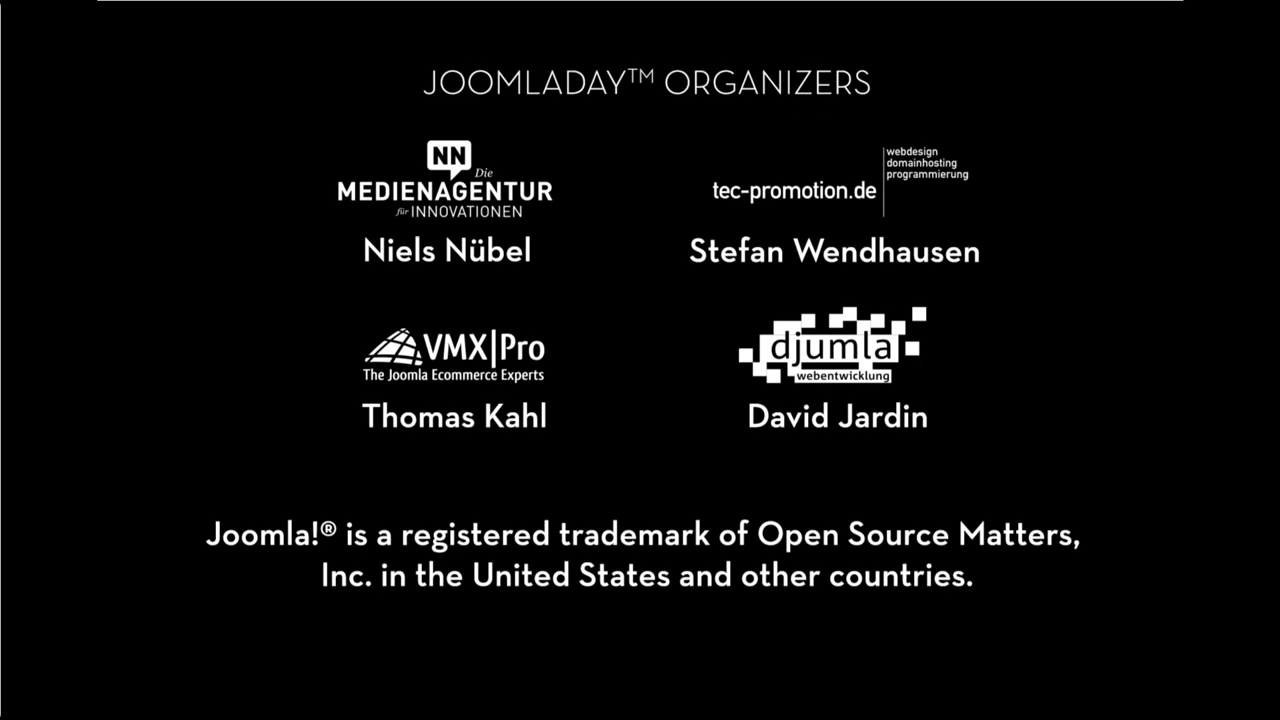 JOOMLADAY™ ORGANIZERS
NN
Die
MEDIENAGENTUR
für INNOVATIONEN
Niels Nübel
webdesign
domainhosting
programmierung
tec-promotion.de
Stefan Wendhausen
VMX|Pro
The Joomla Ecommerce Experts
Thomas Kahl
djumla
webentwicklung
David Jardin
Joomla!® is a registered trademark of Open Source Matters,
Inc. in the United States and other countries.